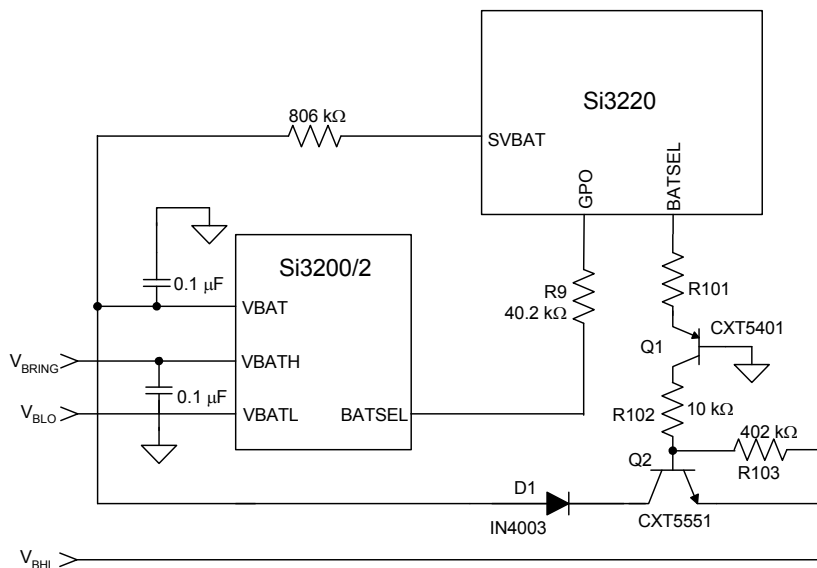 Si3220
806 kΩ
SVBAT
GPO
BATSEL
Si3200/2
0.1 μF
VBAT
R9
40.2 kΩ
R101
CXT5401
Q1
VBRING
VBATH
0.1 μF
VBLO
VBATL
BATSEL
R102
10 kΩ
402 kΩ
R103
Q2
D1
IN4003
CXT5551
VBHI